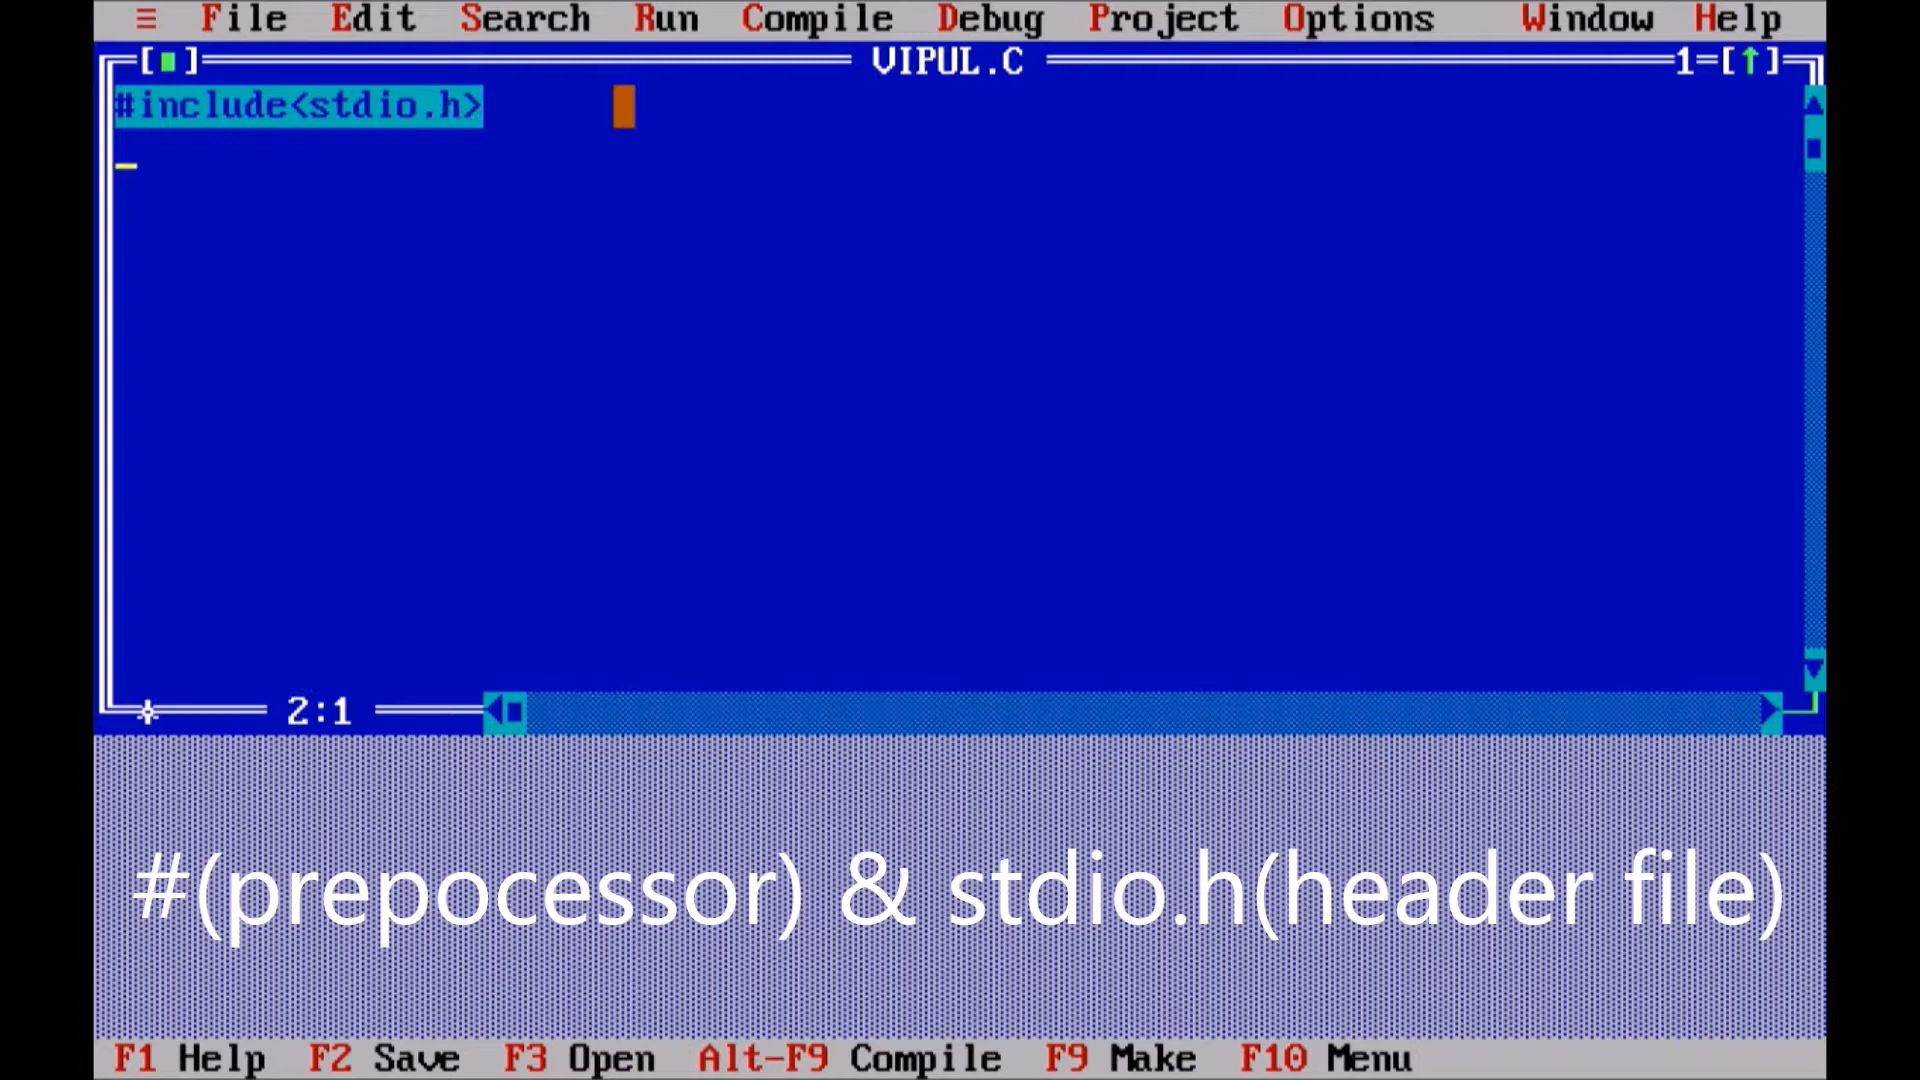 ≡ File Edit Search Run Compile Debug Project Options Window Help
[■] VIPUL.C 1=[↑]
#include<stdio.h>
2:1
#(prepocessor) & stdio.h(header file)
F1 Help F2 Save F3 Open Alt-F9 Compile F9 Make F10 Menu